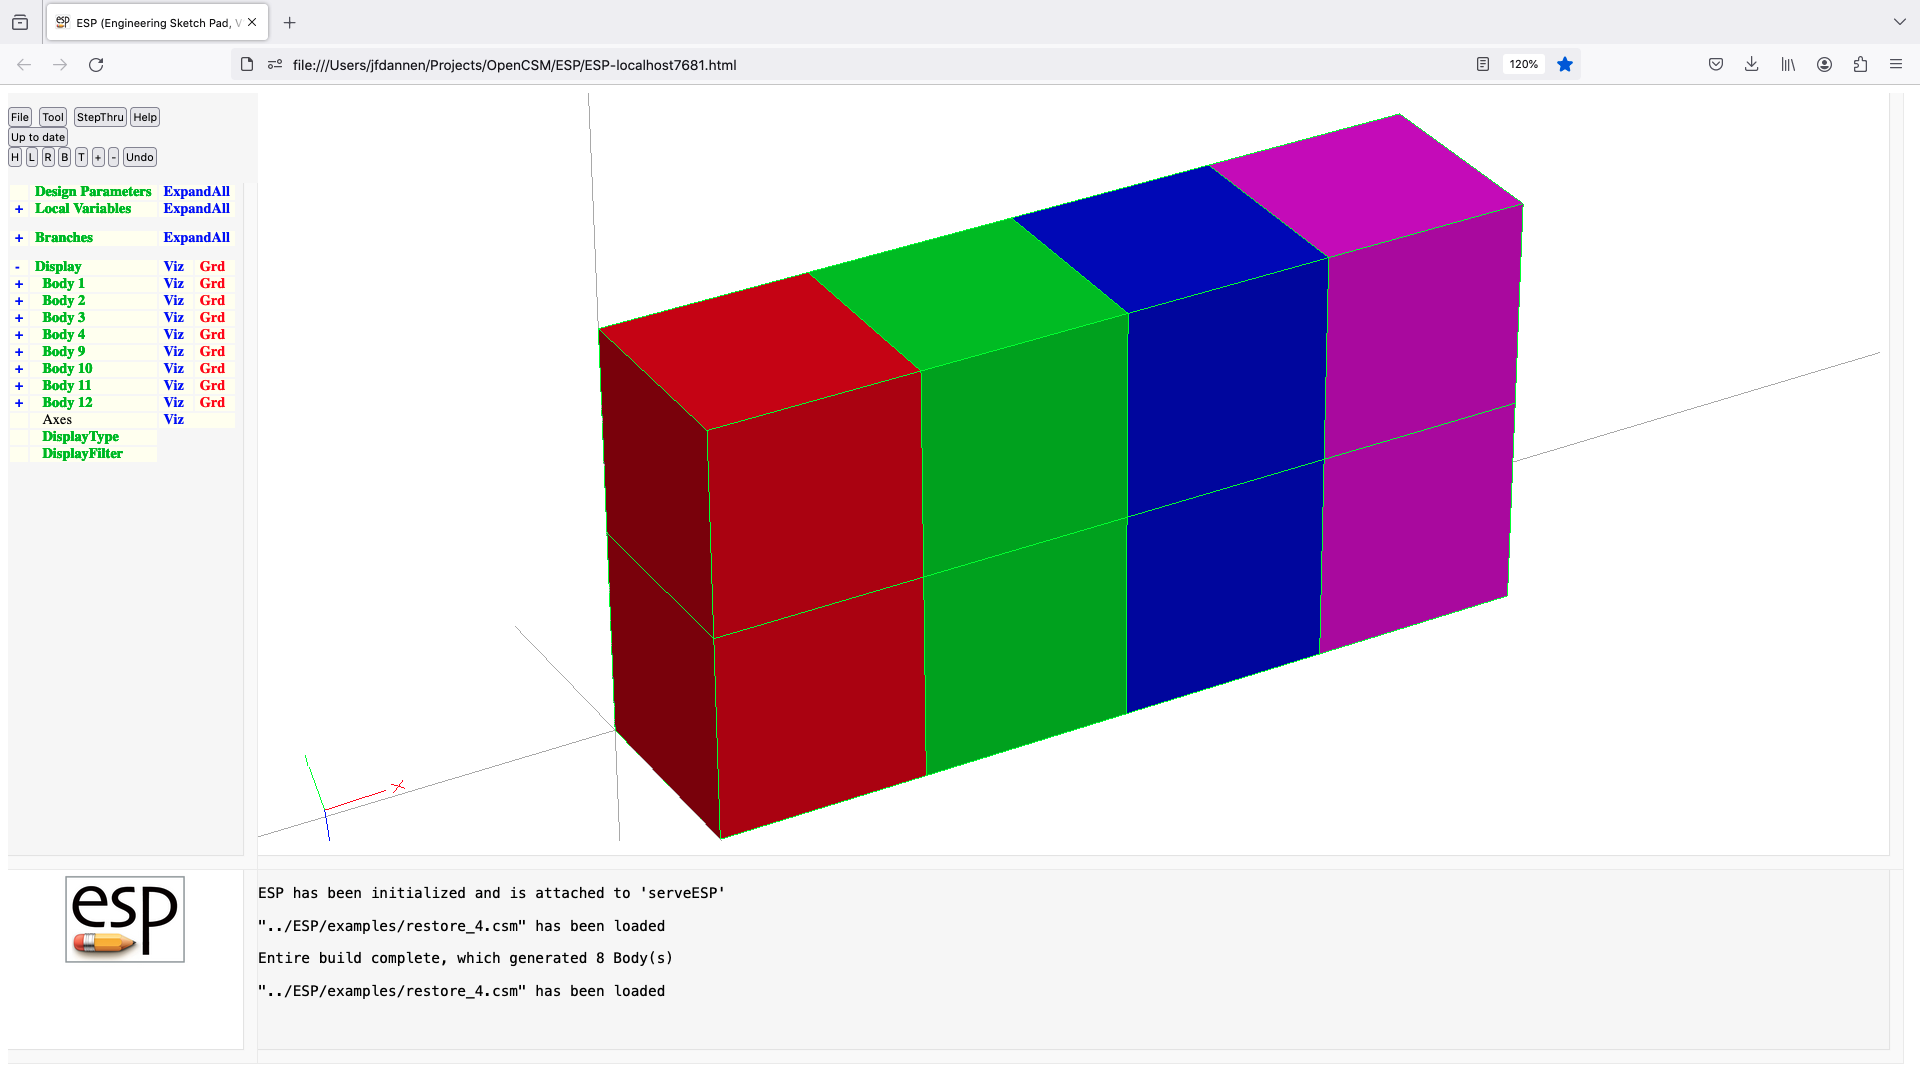 ESP (Engineering Sketch Pad, V
file:///Users/jfdannen/Projects/OpenCSM/ESP/ESP-localhost7681.html
120%
File Tool StepThru Help
Up to date
H L R B T + - Undo
Design Parameters ExpandAll
+ Local Variables ExpandAll
+ Branches ExpandAll
- Display Viz Grd
+ Body 1 Viz Grd
+ Body 2 Viz Grd
+ Body 3 Viz Grd
+ Body 4 Viz Grd
+ Body 9 Viz Grd
+ Body 10 Viz Grd
+ Body 11 Viz Grd
+ Body 12 Viz Grd
Axes Viz
DisplayType
DisplayFilter
X
esp
ESP has been initialized and is attached to 'serveESP'
"../ESP/examples/restore_4.csm" has been loaded
Entire build complete, which generated 8 Body(s)
"../ESP/examples/restore_4.csm" has been loaded